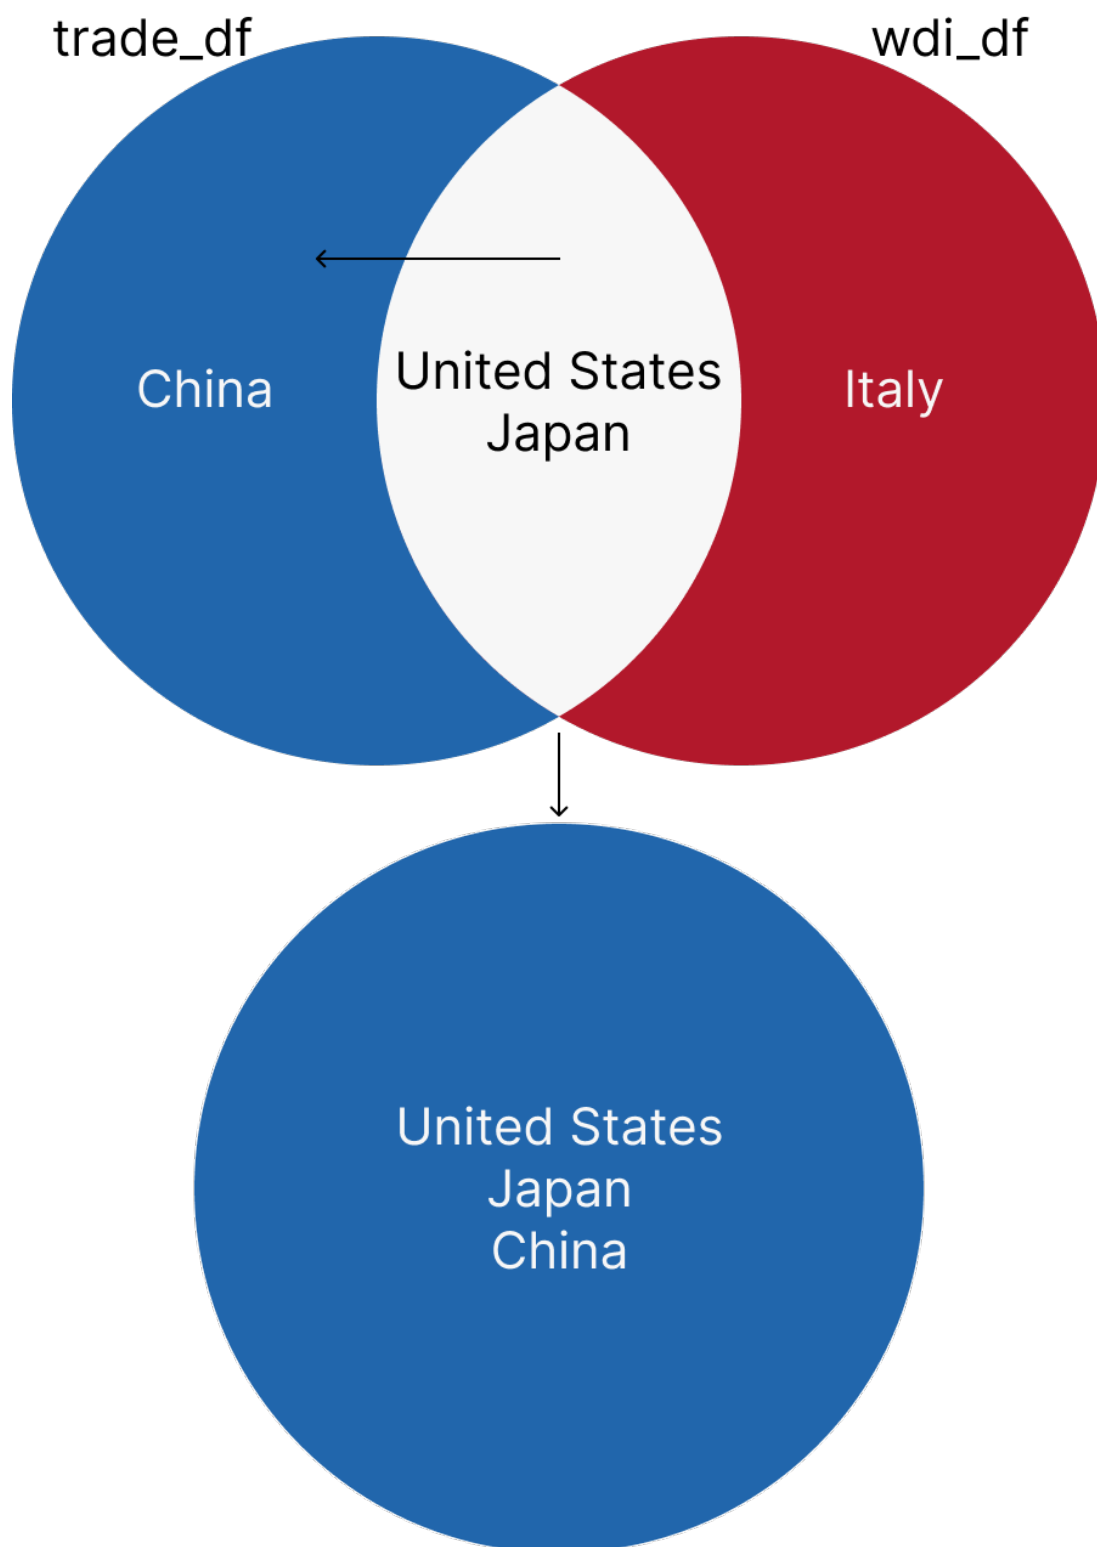 trade_df
wdi_df
China
United States
Japan
Italy
United States
Japan
China